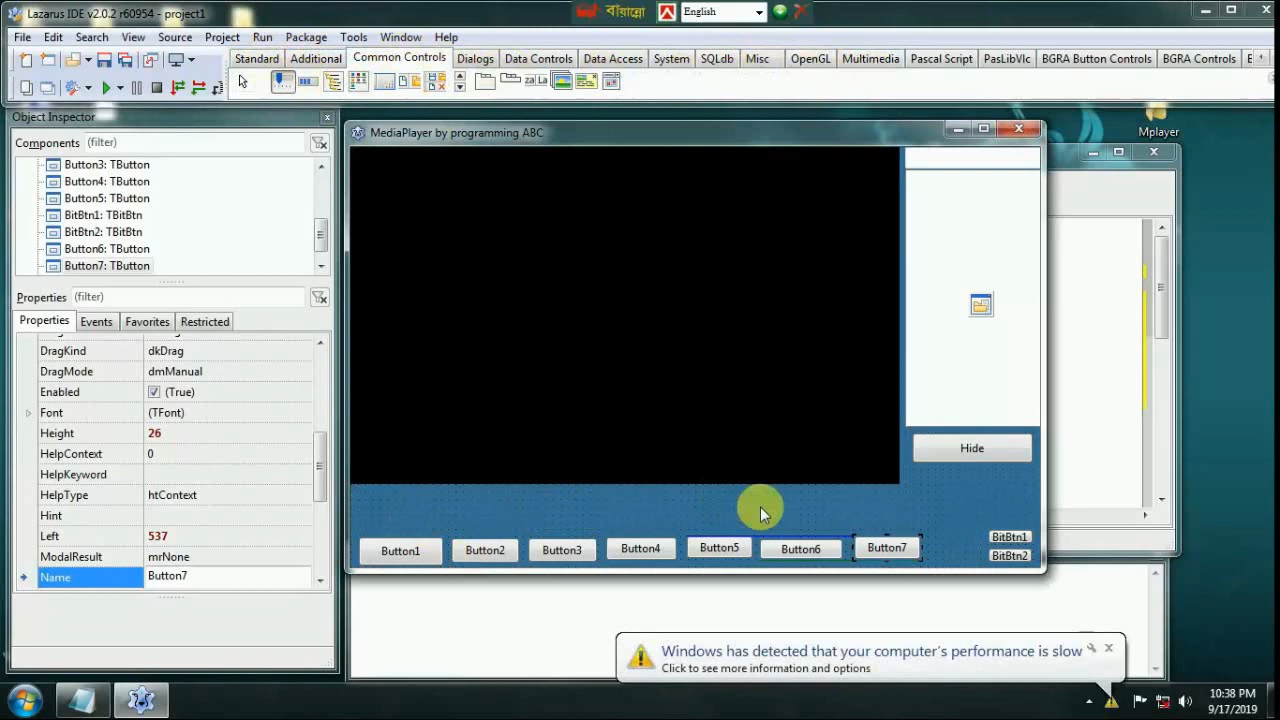 Lazarus IDE v2.0.2 r60954 - project1
বাঁয়ান্নো
English
File Edit Search View Source Project Run Package Tools Window Help
Standard Additional Common Controls Dialogs Data Controls Data Access System SQLdb Misc OpenGL Multimedia Pascal Script PasLibVlc BGRA Button Controls BGRA Controls
Object Inspector
Components (filter)
Button3: TButton
Button4: TButton
Button5: TButton
BitBtn1: TBitBtn
BitBtn2: TBitBtn
Button6: TButton
Button7: TButton
Properties (filter)
Properties Events Favorites Restricted
DragKind dkDrag
DragMode dmManual
Enabled (True)
Font (TFont)
Height 26
HelpContext 0
HelpKeyword
HelpType htContext
Hint
Left 537
ModalResult mrNone
Name Button7
MediaPlayer by programming ABC
Hide
Button1 Button2 Button3 Button4 Button5 Button6 Button7
BitBtn1
BitBtn2
Mplayer
Windows has detected that your computer's performance is slow
Click to see more information and options
10:38 PM
9/17/2019